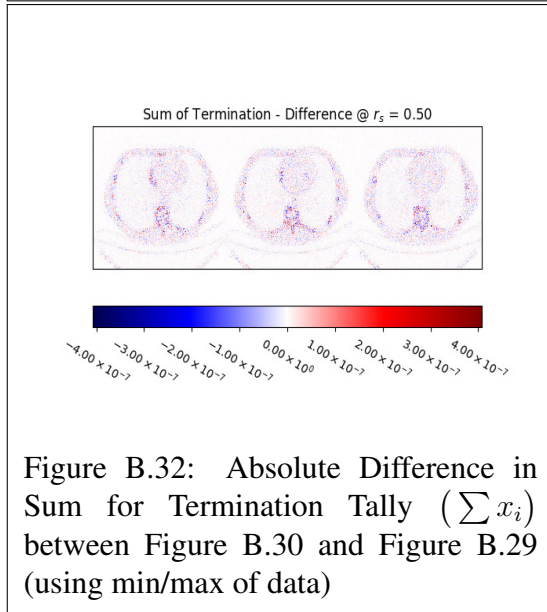 Sum of Termination - Difference @ r_s = 0.50
−4.00 × 10⁻⁷
−3.00 × 10⁻⁷
−2.00 × 10⁻⁷
−1.00 × 10⁻⁷
0.00 × 10⁰
1.00 × 10⁻⁷
2.00 × 10⁻⁷
3.00 × 10⁻⁷
4.00 × 10⁻⁷
Figure B.32: Absolute Difference in
Sum for Termination Tally (∑ x_i)
between Figure B.30 and Figure B.29
(using min/max of data)